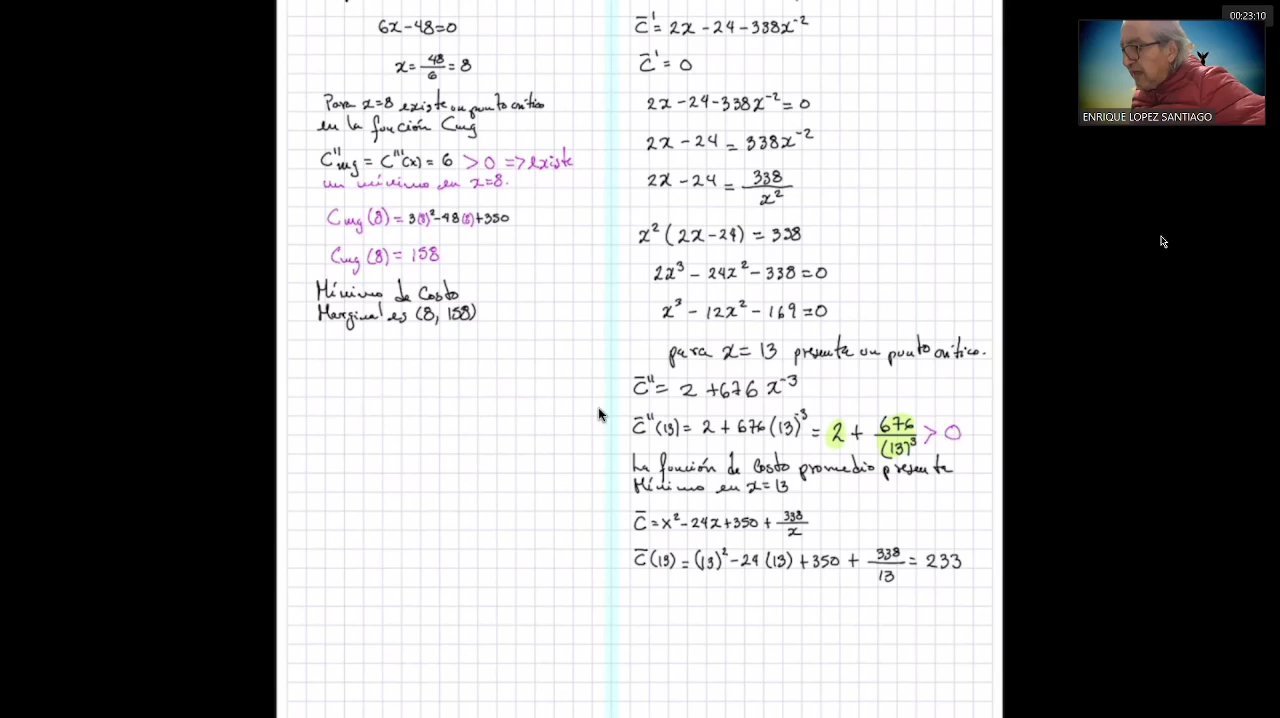 00:23:10
ENRIQUE LOPEZ SANTIAGO
6x-48=0
x=48/6=8
Para x=8 existe un punto crítico
en la función Cmg
C''mg = C'''(x) = 6 >0 => existe
un mínimo en x=8.
Cmg(8) = 3(8)²-48(8)+350
Cmg(8) = 158
Mínimo de Costo
Marginal es (8, 158)
C̄' = 2x-24-338x⁻²
C̄' = 0
2x-24-338x⁻²=0
2x-24 = 338x⁻²
2x-24 = 338/x²
x²(2x-24) = 338
2x³-24x²-338=0
x³-12x²-169=0
para x=13 presenta un punto crítico.
C̄''= 2+676x⁻³
C̄''(13) = 2+676(13)⁻³ = 2 + 676/(13)³ > 0
La función de Costo promedio presenta
Mínimo en x=13
C̄=x²-24x+350+338/x
C̄(13) = (13)²-24(13)+350+338/13 = 233